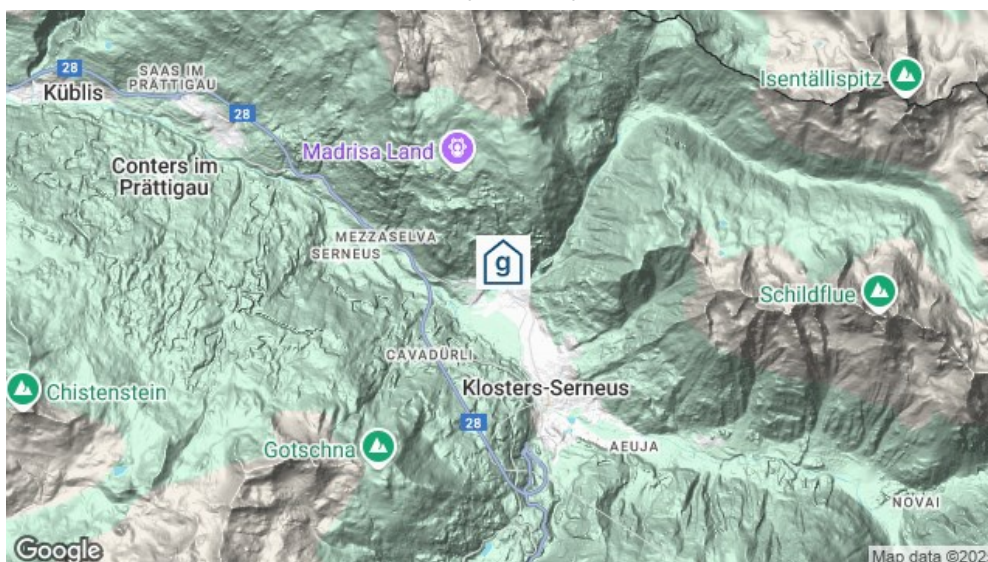 28
SAAS IM
PRÄTTIGAU
Küblis
28
Isentällispitz
Madrisa Land
Conters im
Prättigau
MEZZASELVA
SERNEUS
g
Schildflue
CAVADÜRLI
Klosters-Serneus
Chistenstein
28
Gotschna
AEUJA
NOVAI
Google
Map data ©202